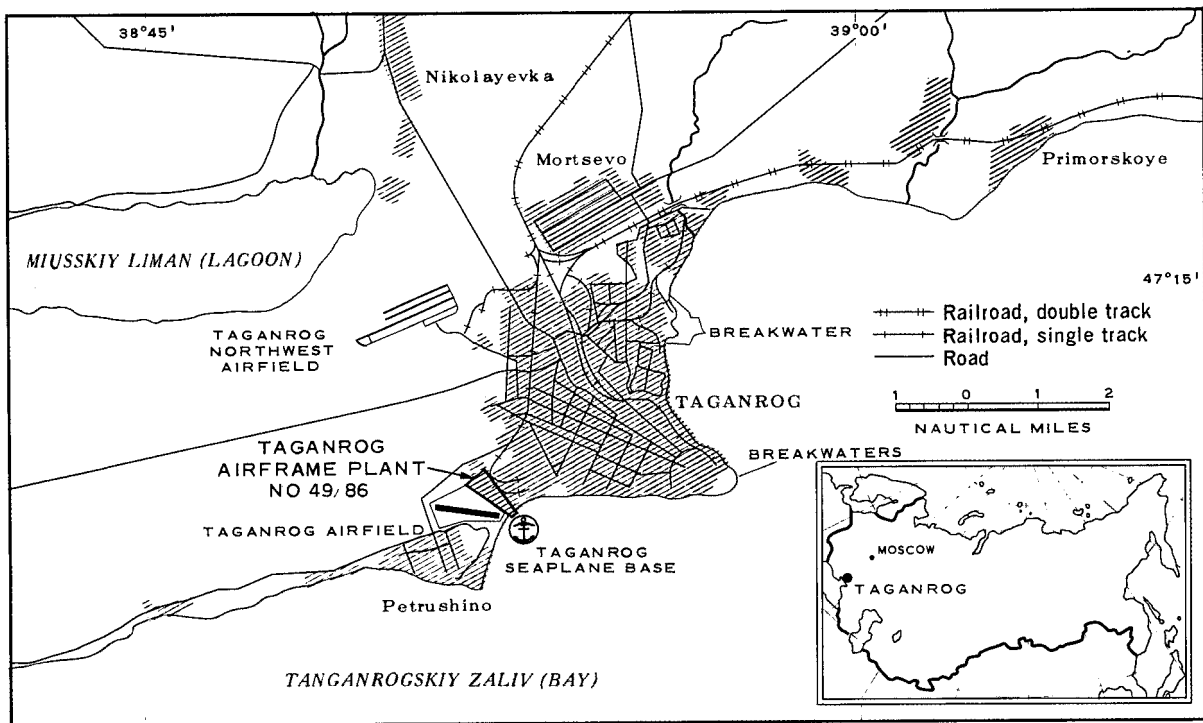 38°45'
39°00'
Nikolayevka
Mortsevo
Primorskoye
MIUSSKIY LIMAN (LAGOON)
47°15'
TAGANROG
NORTHWEST
AIRFIELD
BREAKWATER
Railroad, double track
Railroad, single track
Road
1 0 1 2
NAUTICAL MILES
TAGANROG
TAGANROG
AIRFRAME PLANT
NO 49/86
BREAKWATERS
TAGANROG AIRFIELD
TAGANROG
SEAPLANE BASE
Petrushino
TANGANROGSKIY ZALIV (BAY)
MOSCOW
TAGANROG